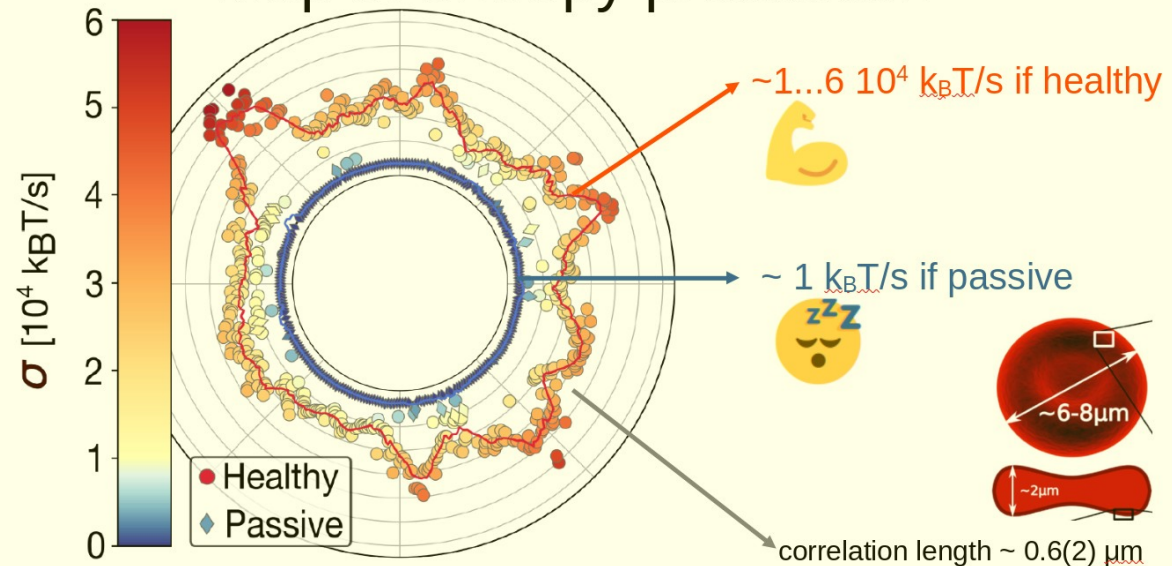 6
5
4
3
2
1
0
σ [10⁴ kBT/s]
Healthy
Passive
~1...6 10⁴ kBT/s if healthy
~ 1 kBT/s if passive
zzz
~6-8μm
~2μm
correlation length ~ 0.6(2) μm